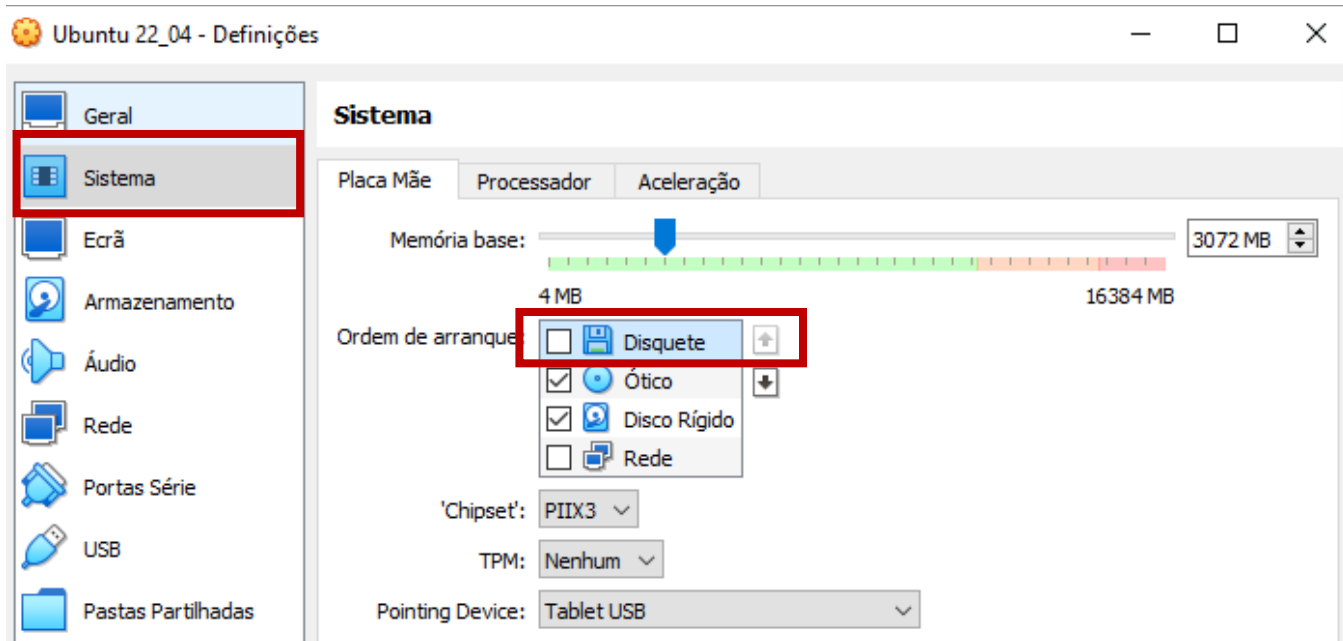 Ubuntu 22_04 - Definições
Geral
Sistema
Ecrã
Armazenamento
Áudio
Rede
Portas Série
USB
Pastas Partilhadas
Sistema
Placa Mãe
Processador
Aceleração
Memória base:
3072 MB
4 MB
16384 MB
Ordem de arranque:
Disquete
Ótico
Disco Rígido
Rede
'Chipset': PIIX3
TPM: Nenhum
Pointing Device: Tablet USB